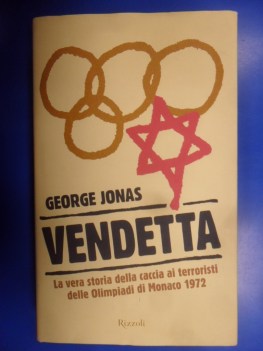 GEORGE JONAS
VENDETTA
La vera storia della caccia ai terroristi
delle Olimpiadi di Monaco 1972
Rizzoli